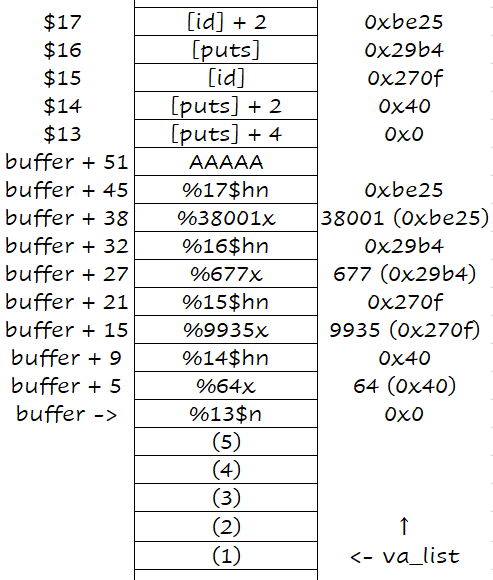 $17 [id] + 2 0xbe25
$16 [puts] 0x29b4
$15 [id] 0x270f
$14 [puts] + 2 0x40
$13 [puts] + 4 0x0
buffer + 51 AAAAA
buffer + 45 %17$hn 0xbe25
buffer + 38 %38001x 38001 (0xbe25)
buffer + 32 %16$hn 0x29b4
buffer + 27 %677x 677 (0x29b4)
buffer + 21 %15$hn 0x270f
buffer + 15 %9935x 9935 (0x270f)
buffer + 9 %14$hn 0x40
buffer + 5 %64x 64 (0x40)
buffer -> %13$n 0x0
(5)
(4)
(3)
(2) ↑
(1) <- va_list